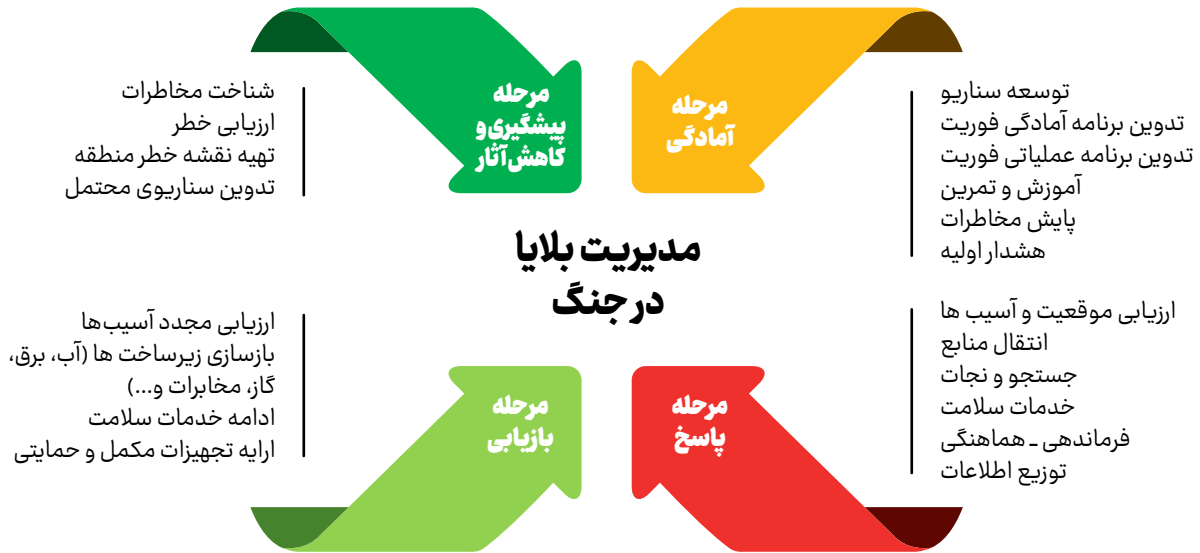 مرحله
پیشگیری و
کاهش آثار
شناخت مخاطرات
ارزیابی خطر
تهیه نقشه خطر منطقه
تدوین سناریوی محتمل
مرحله
آمادگی
توسعه سناریو
تدوین برنامه آمادگی فوریت
تدوین برنامه عملیاتی فوریت
آموزش و تمرین
پایش مخاطرات
هشدار اولیه
مدیریت بلایا
در جنگ
مرحله
پاسخ
ارزیابی موقعیت و آسیب ها
انتقال منابع
جستجو و نجات
خدمات سلامت
فرماندهی ـ هماهنگی
توزیع اطلاعات
مرحله
بازیابی
ارزیابی مجدد آسیب‌ها
بازسازی زیرساخت ها (آب، برق،
گاز، مخابرات و...)
ادامه خدمات سلامت
ارایه تجهیزات مکمل و حمایتی